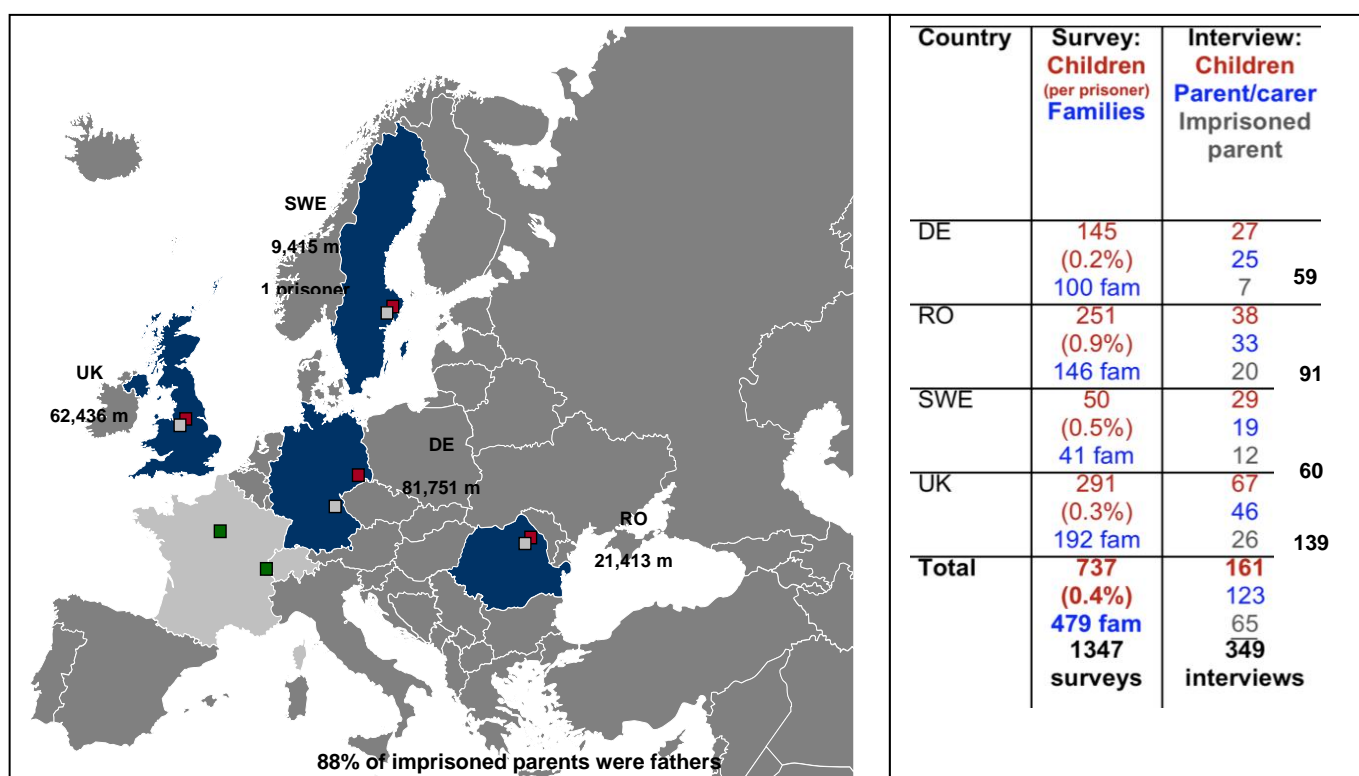 SWE
9,415 m
1 prisoner
UK
62,436 m
DE
81,751 m
RO
21,413 m
88% of imprisoned parents were fathers
Country Survey: Interview:
Children Children
(per prisoner) Parent/carer
Families Imprisoned
parent
DE 145 27
(0.2%) 25
100 fam 7 59
RO 251 38
(0.9%) 33
146 fam 20 91
SWE 50 29
(0.5%) 19
41 fam 12 60
UK 291 67
(0.3%) 46
192 fam 26 139
Total 737 161
(0.4%) 123
479 fam 65
1347 349
surveys interviews